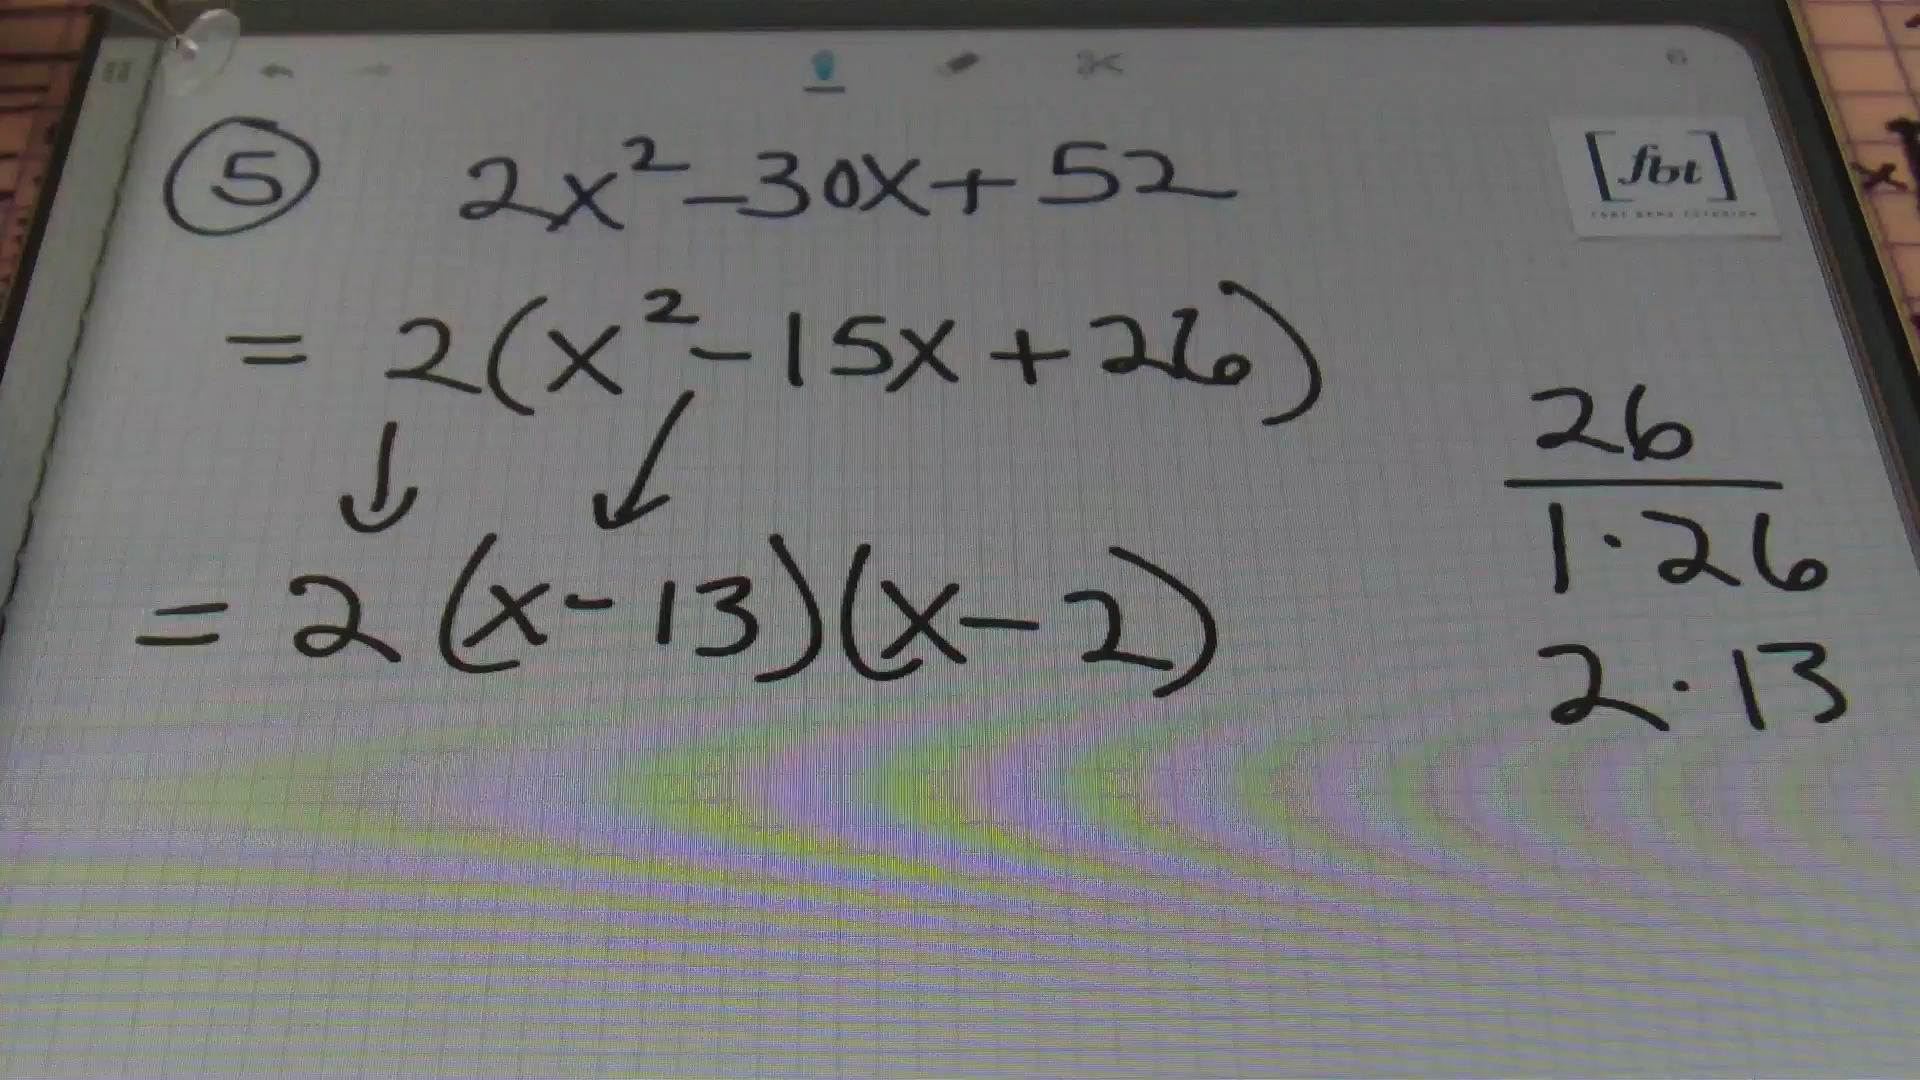 5 2x² - 30x + 52
[fbt]
= 2(x² - 15x + 26)
= 2(x - 13)(x - 2)
26
1 · 26
2 · 13